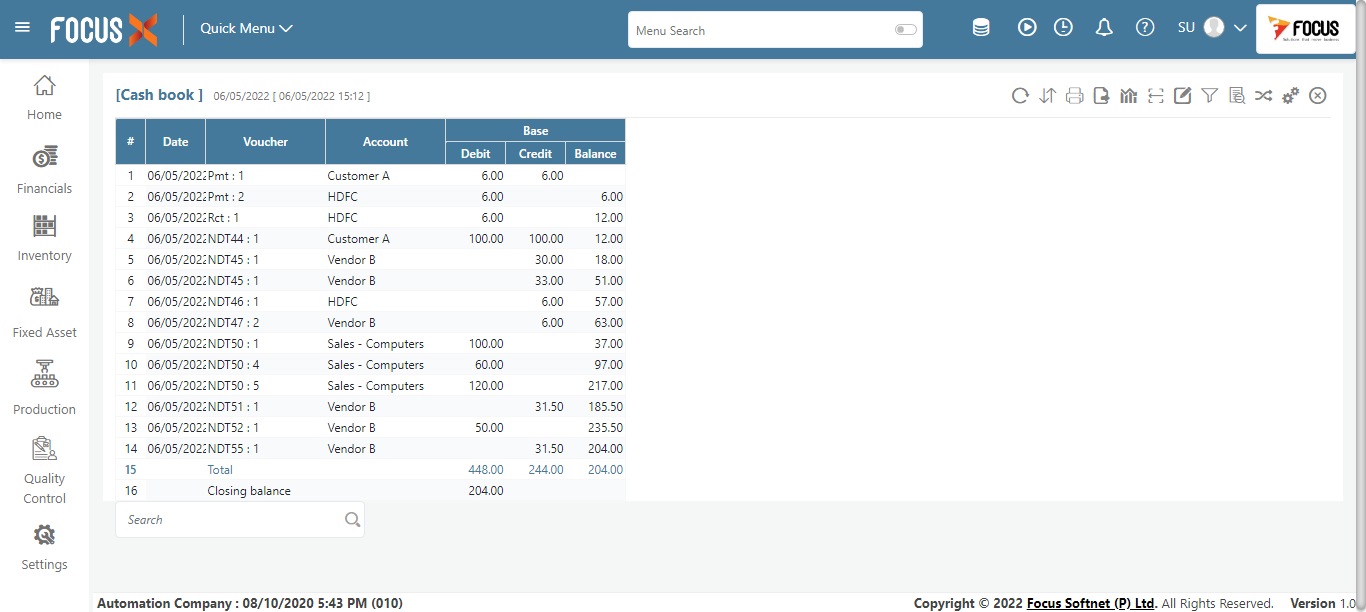 FOCUS X Quick Menu Menu Search SU FOCUS
Home
Financials
Inventory
Fixed Asset
Production
Quality
Control
Settings
[Cash book ] 06/05/2022 [ 06/05/2022 15:12 ]
# Date Voucher Account Base
Debit Credit Balance
1 06/05/2022 Pmt : 1 Customer A 6.00 6.00
2 06/05/2022 Pmt : 2 HDFC 6.00 6.00
3 06/05/2022 Rct : 1 HDFC 6.00 12.00
4 06/05/2022 NDT44 : 1 Customer A 100.00 100.00 12.00
5 06/05/2022 NDT45 : 1 Vendor B 30.00 18.00
6 06/05/2022 NDT45 : 1 Vendor B 33.00 51.00
7 06/05/2022 NDT46 : 1 HDFC 6.00 57.00
8 06/05/2022 NDT47 : 2 Vendor B 6.00 63.00
9 06/05/2022 NDT50 : 1 Sales - Computers 100.00 37.00
10 06/05/2022 NDT50 : 4 Sales - Computers 60.00 97.00
11 06/05/2022 NDT50 : 5 Sales - Computers 120.00 217.00
12 06/05/2022 NDT51 : 1 Vendor B 31.50 185.50
13 06/05/2022 NDT52 : 1 Vendor B 50.00 235.50
14 06/05/2022 NDT55 : 1 Vendor B 31.50 204.00
15 Total 448.00 244.00 204.00
16 Closing balance 204.00
Search
Automation Company : 08/10/2020 5:43 PM (010) Copyright © 2022 Focus Softnet (P) Ltd. All Rights Reserved. Version 1.0